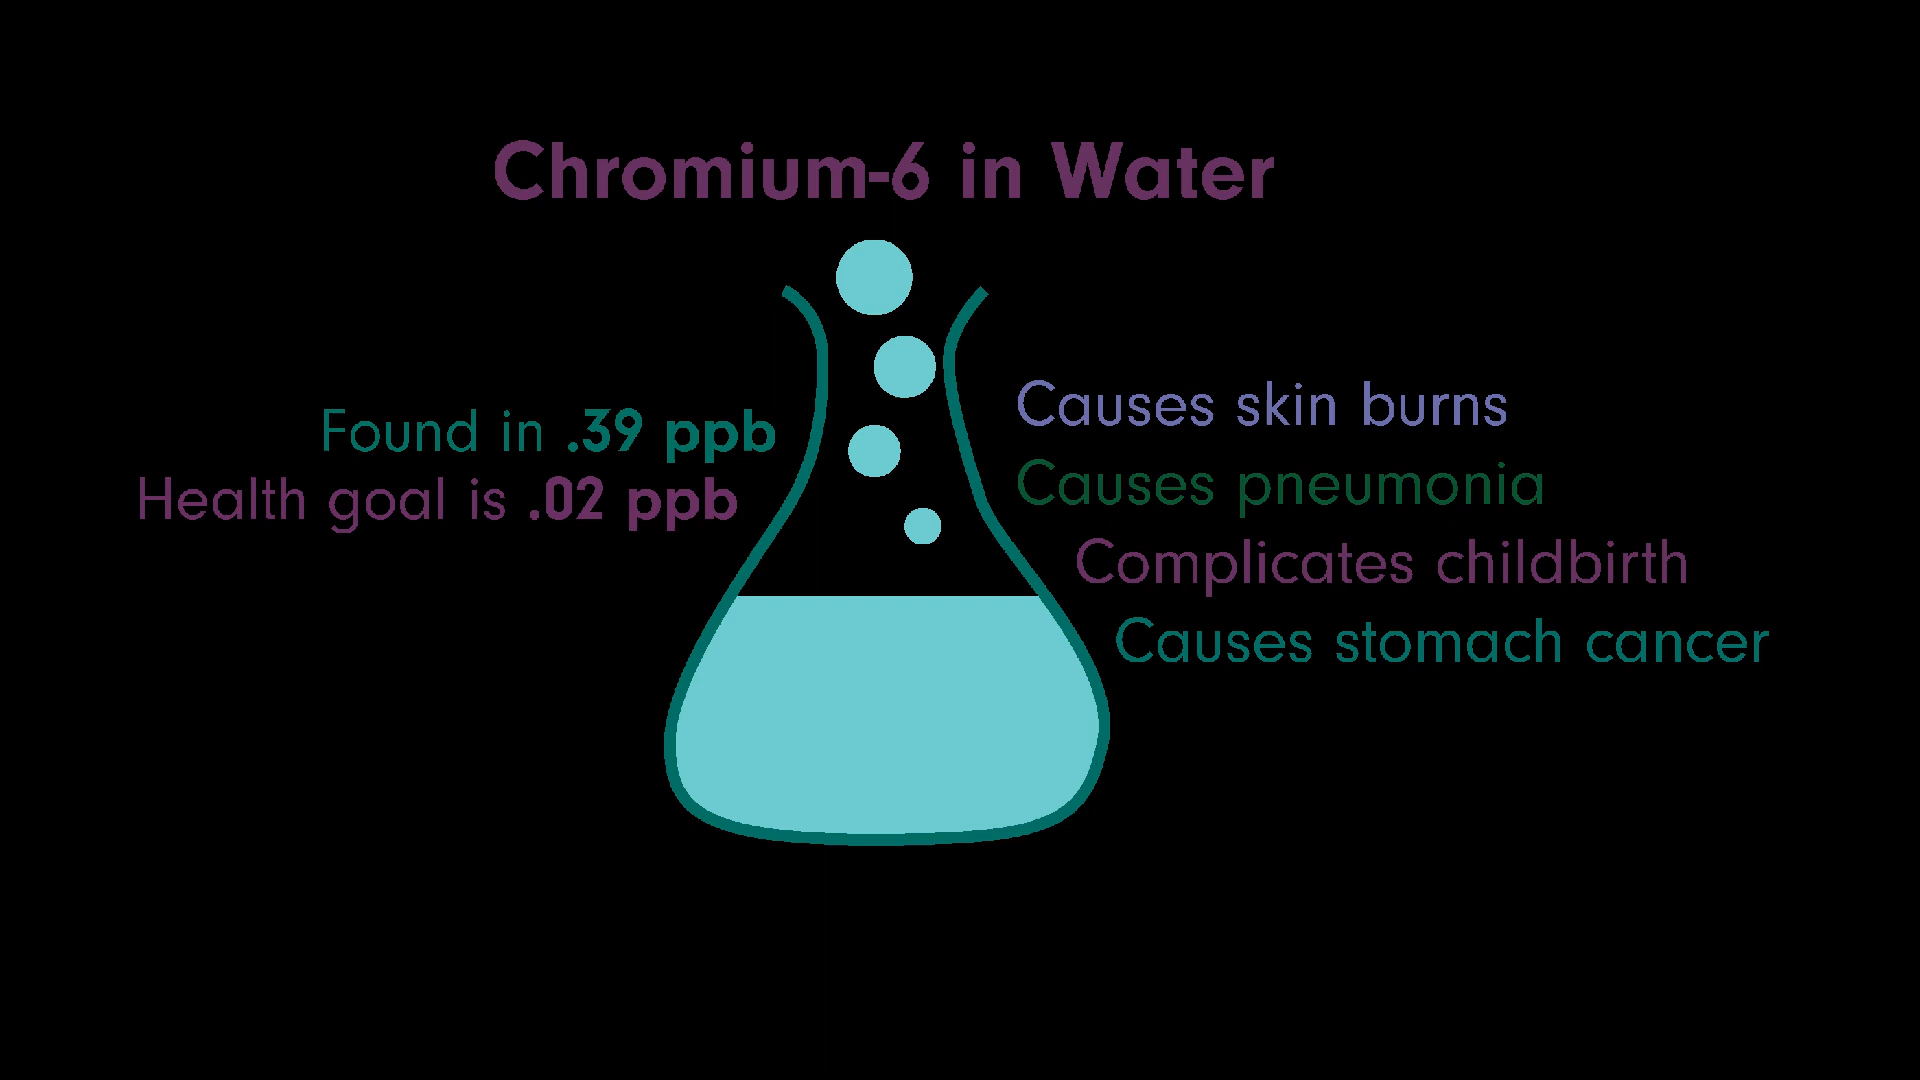 Chromium-6 in Water
Found in .39 ppb
Health goal is .02 ppb
Causes skin burns
Causes pneumonia
Complicates childbirth
Causes stomach cancer